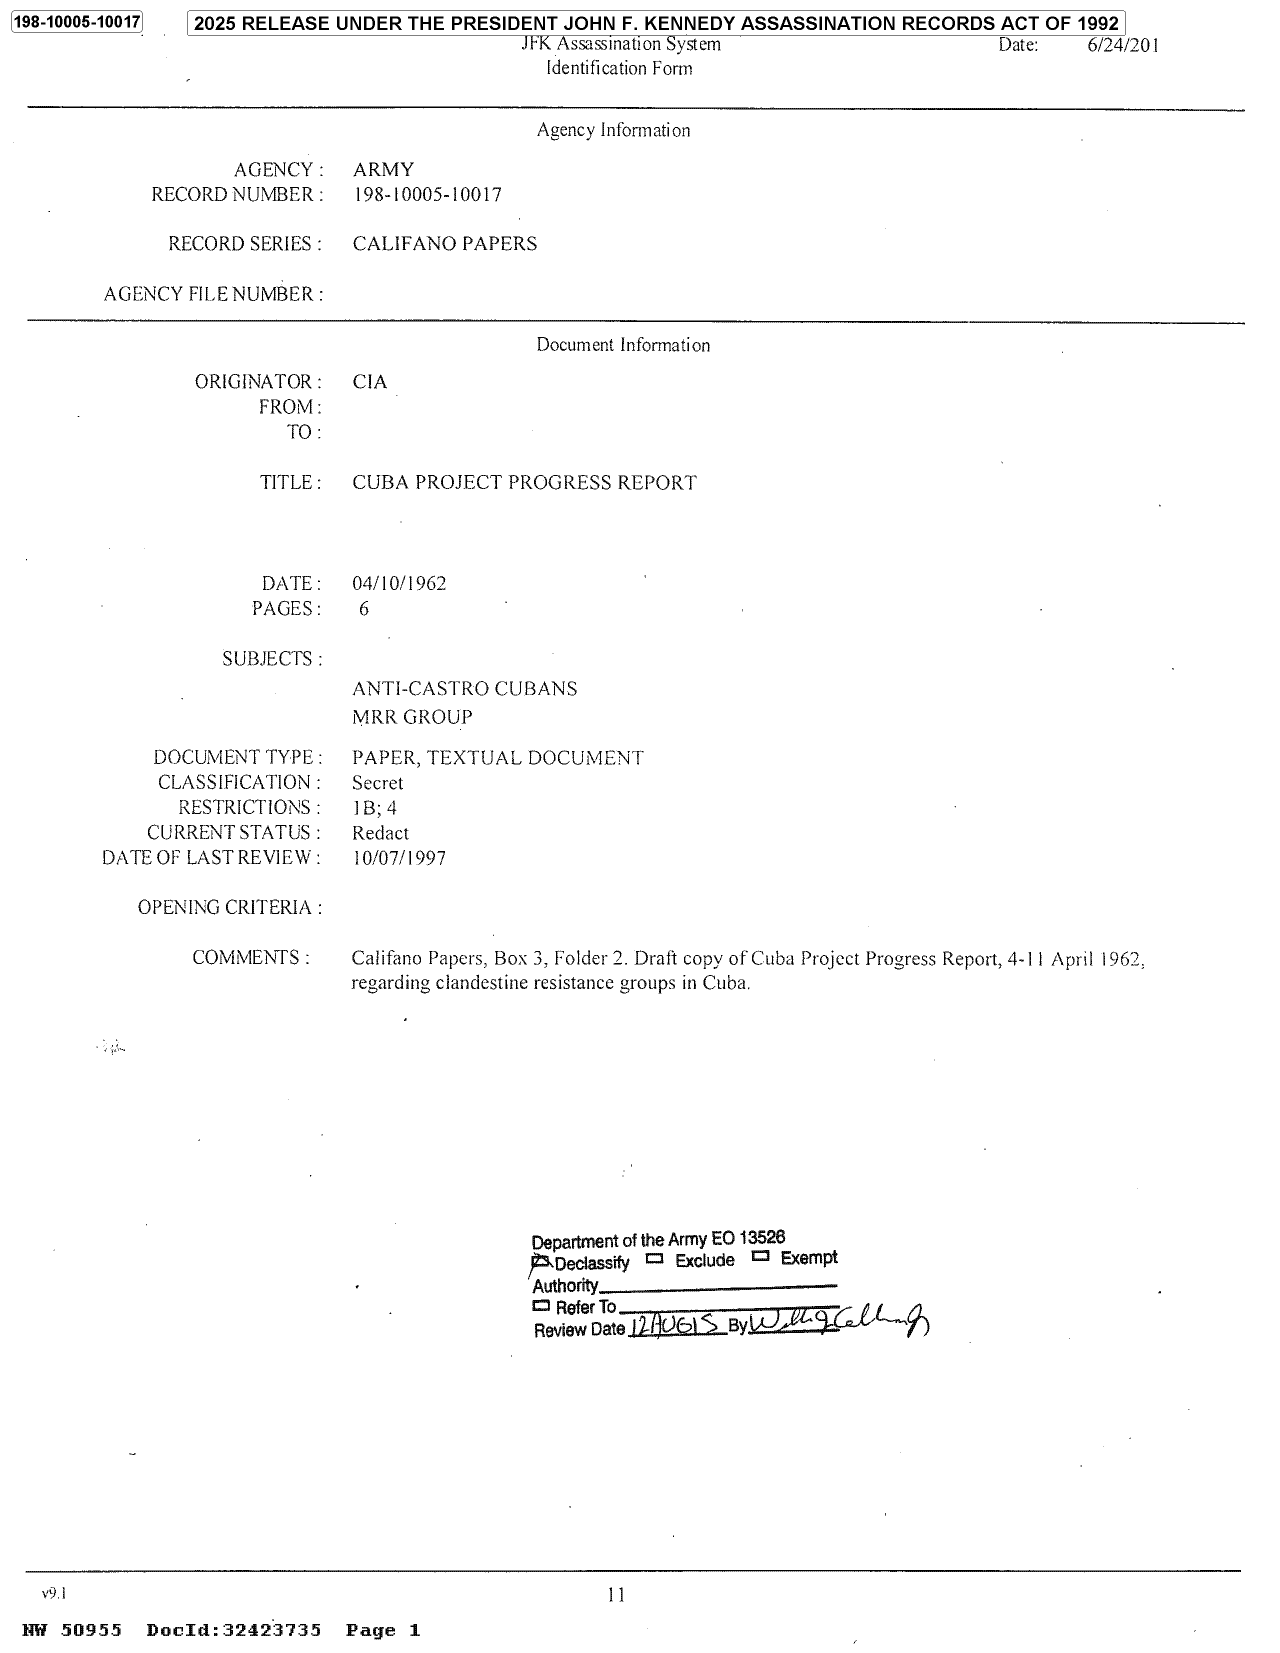 198-10005-10017
2025 RELEASE UNDER THE PRESIDENT JOHN F. KENNEDY ASSASSINATION RECORDS ACT OF 1992
JFK Assassination System Date: 6/24/201
Identification Form
Agency Information
AGENCY : ARMY
RECORD NUMBER : 198-10005-10017
RECORD SERIES : CALIFANO PAPERS
AGENCY FILE NUMBER :
Document Information
ORIGINATOR : CIA
FROM :
TO :
TITLE : CUBA PROJECT PROGRESS REPORT
DATE : 04/10/1962
PAGES : 6
SUBJECTS :
ANTI-CASTRO CUBANS
MRR GROUP
DOCUMENT TYPE : PAPER, TEXTUAL DOCUMENT
CLASSIFICATION : Secret
RESTRICTIONS : 1B; 4
CURRENT STATUS : Redact
DATE OF LAST REVIEW : 10/07/1997
OPENING CRITERIA :
COMMENTS : Califano Papers, Box 3, Folder 2. Draft copy of Cuba Project Progress Report, 4-11 April 1962,
regarding clandestine resistance groups in Cuba.
Department of the Army EO 13526
Declassify Exclude Exempt
Authority
Refer To
Review Date 12AUG15 By
v9.1 11
NW 50955 DocId:32423735 Page 1